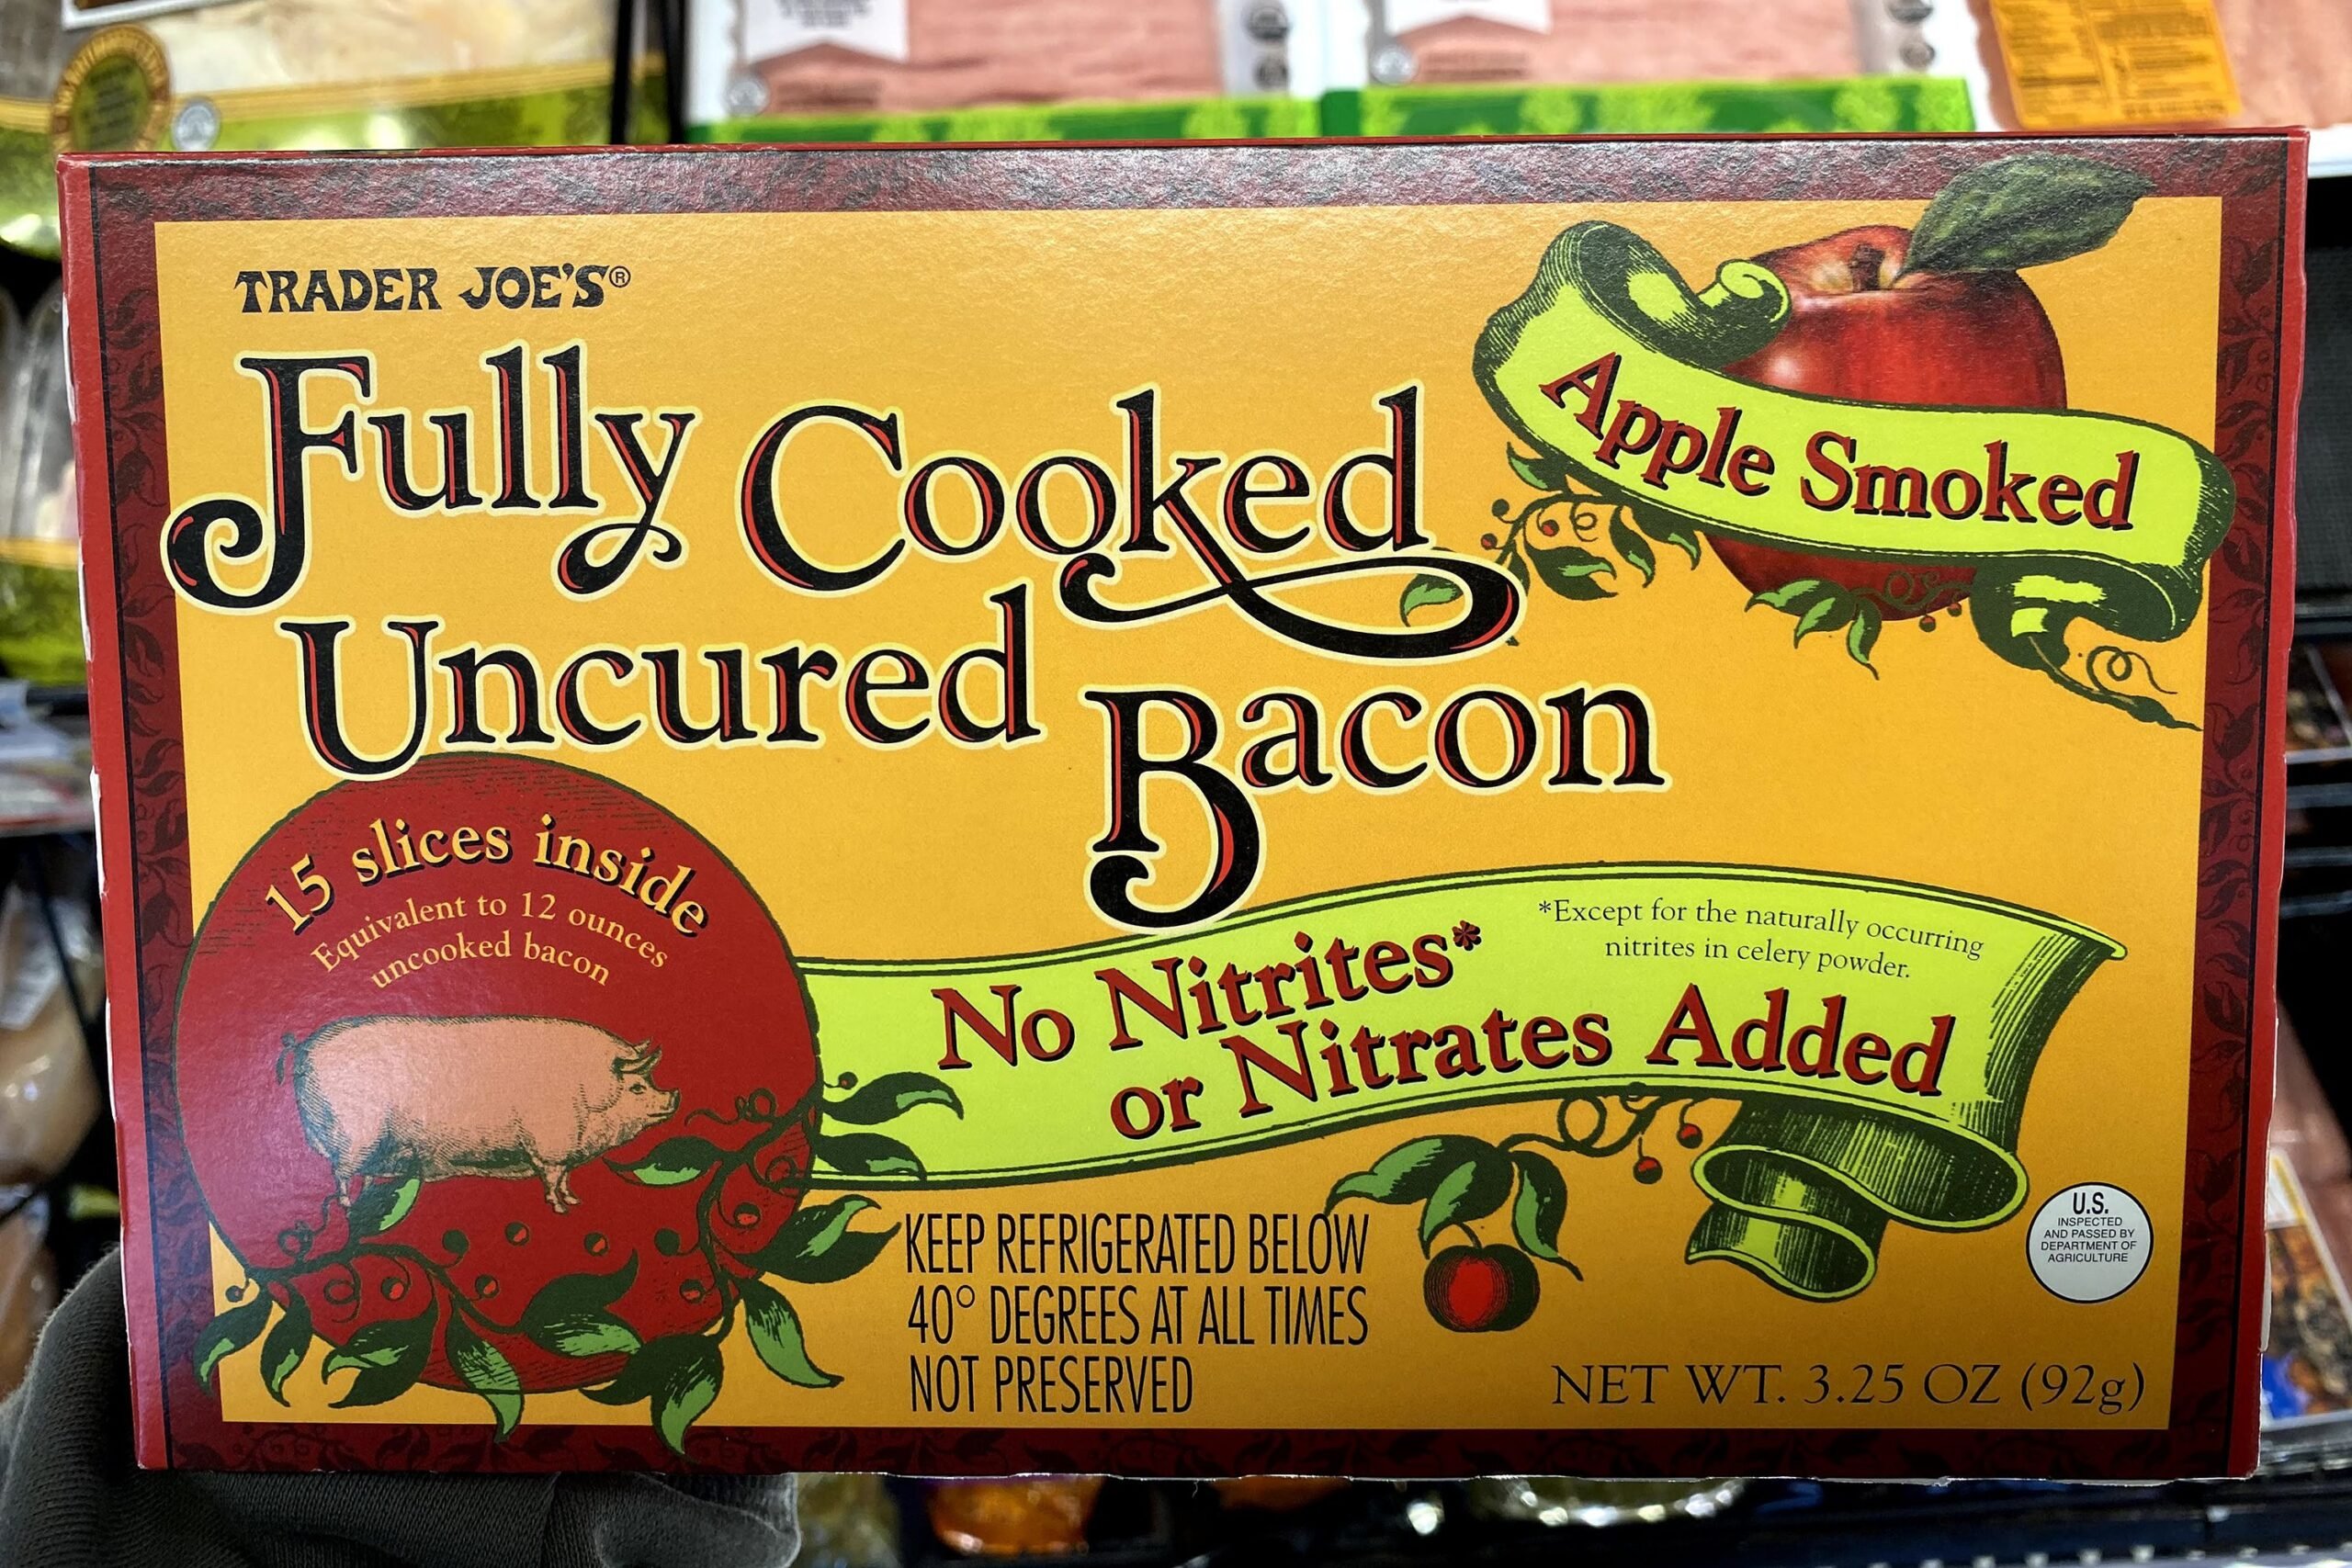 TRADER JOE'S®
Fully Cooked
Uncured
Bacon
Apple Smoked
15 slices inside
Equivalent to 12 ounces
uncooked bacon
No Nitrites*
or Nitrates Added
*Except for the naturally occurring
nitrites in celery powder.
KEEP REFRIGERATED BELOW
40° DEGREES AT ALL TIMES
NOT PRESERVED
U.S.
INSPECTED
AND PASSED BY
DEPARTMENT OF
AGRICULTURE
NET WT. 3.25 OZ (92g)